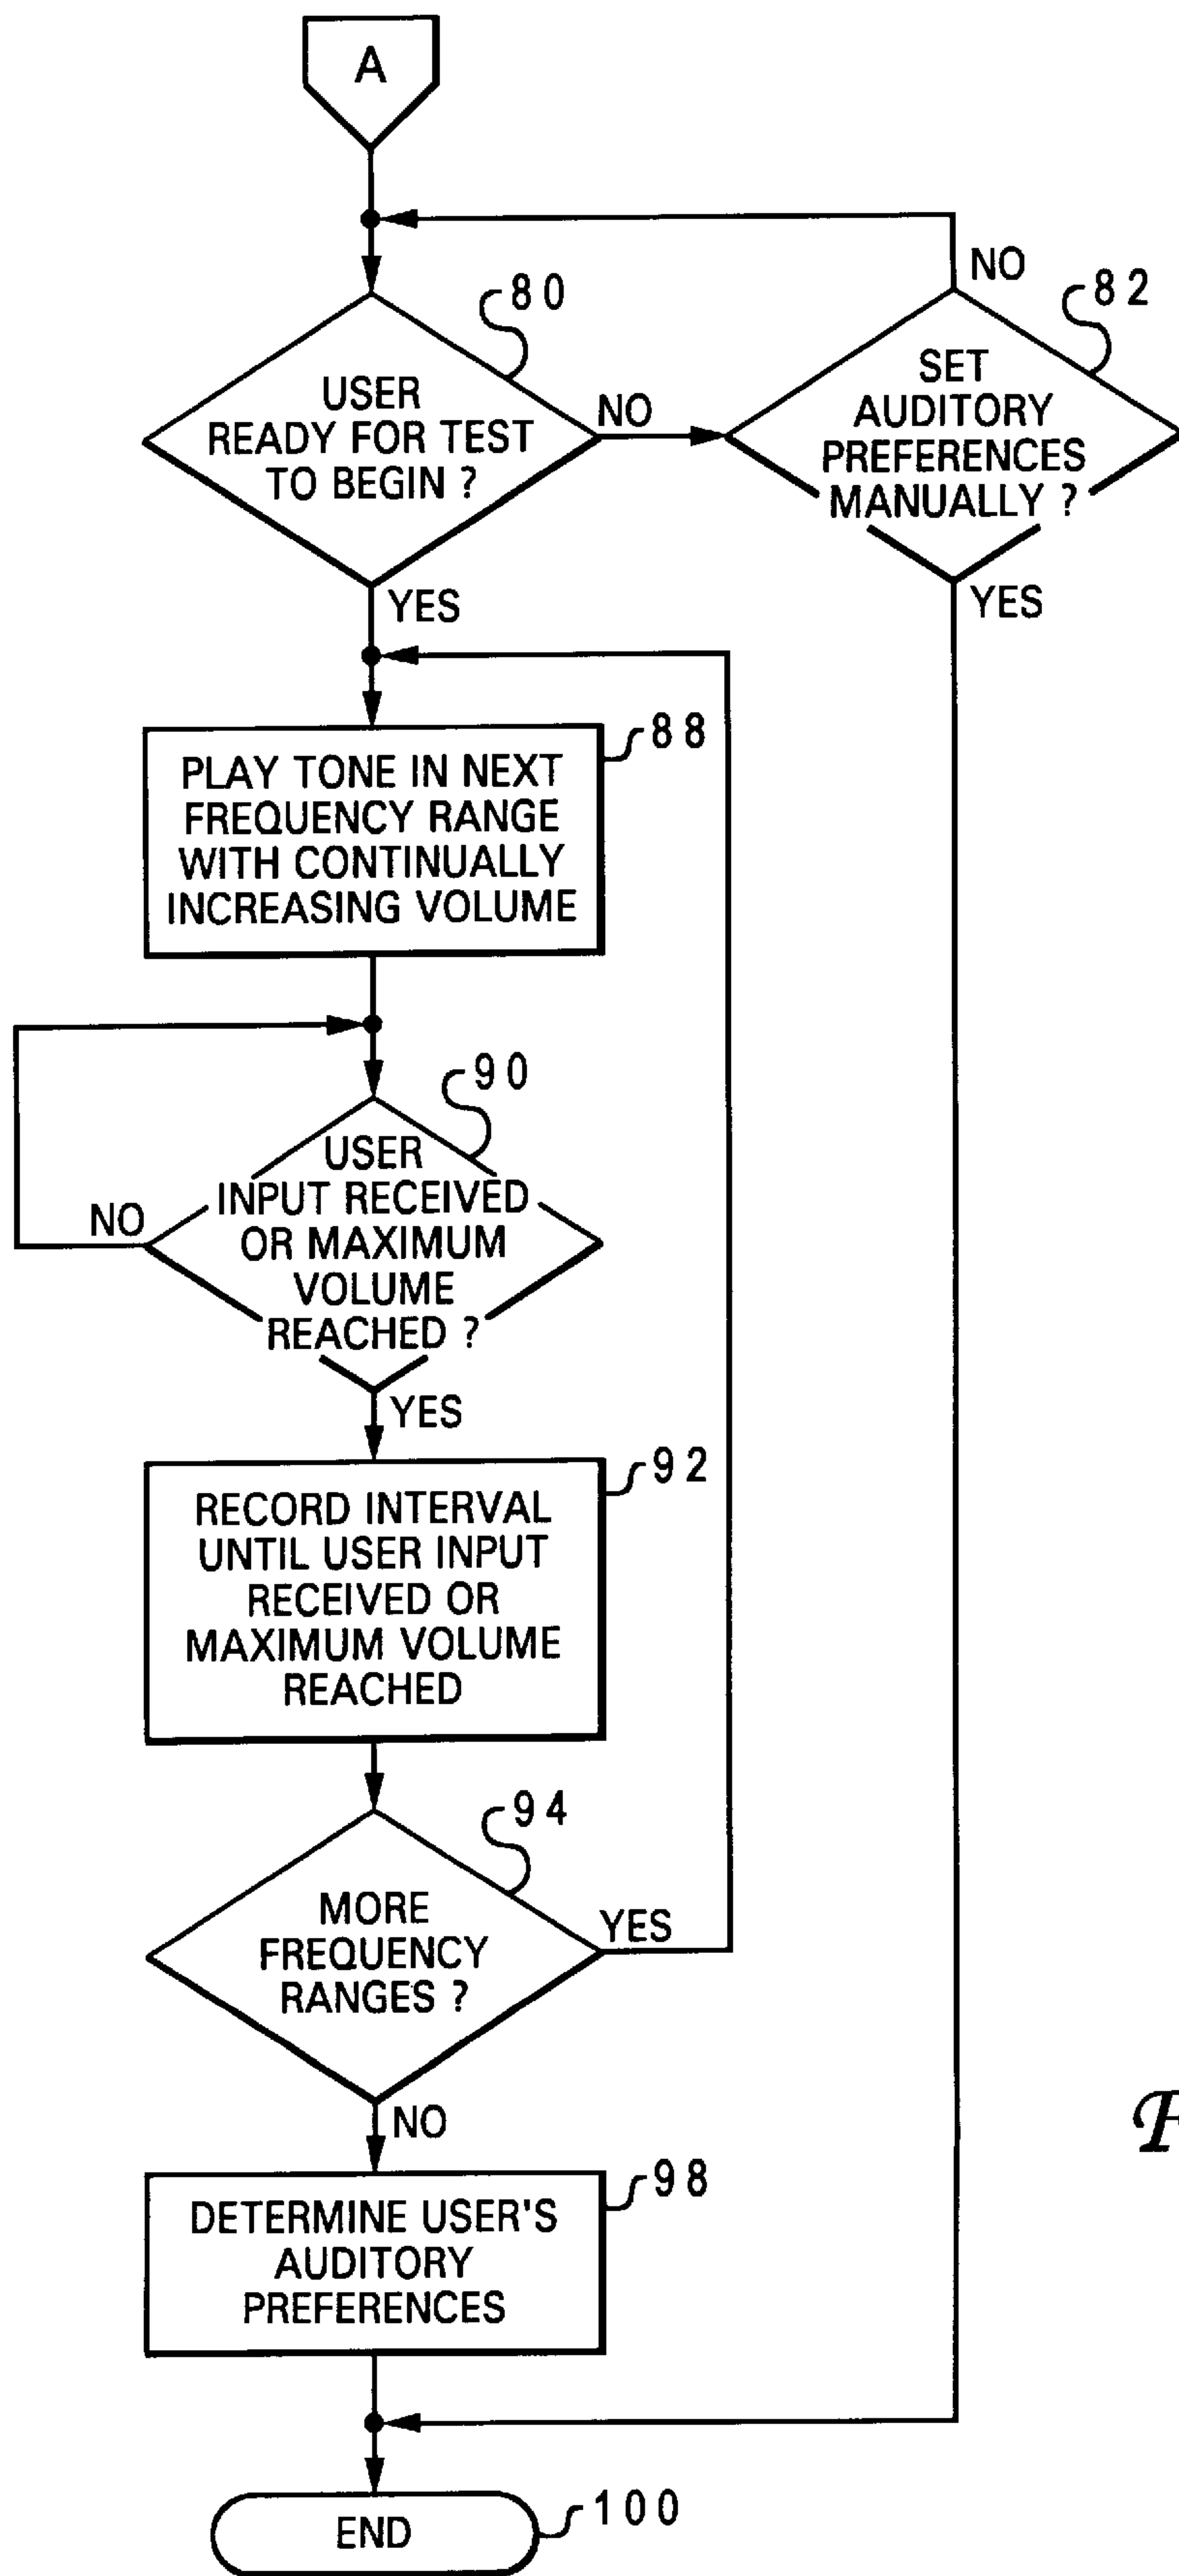 A
NO
80
82
USER
READY FOR TEST
TO BEGIN ?
NO
SET
AUDITORY
PREFERENCES
MANUALLY ?
YES
YES
88
PLAY TONE IN NEXT
FREQUENCY RANGE
WITH CONTINUALLY
INCREASING VOLUME
90
USER
INPUT RECEIVED
OR MAXIMUM
VOLUME
REACHED ?
NO
YES
92
RECORD INTERVAL
UNTIL USER INPUT
RECEIVED OR
MAXIMUM VOLUME
REACHED
94
MORE
FREQUENCY
RANGES ?
YES
NO
98
DETERMINE USER'S
AUDITORY
PREFERENCES
END
100